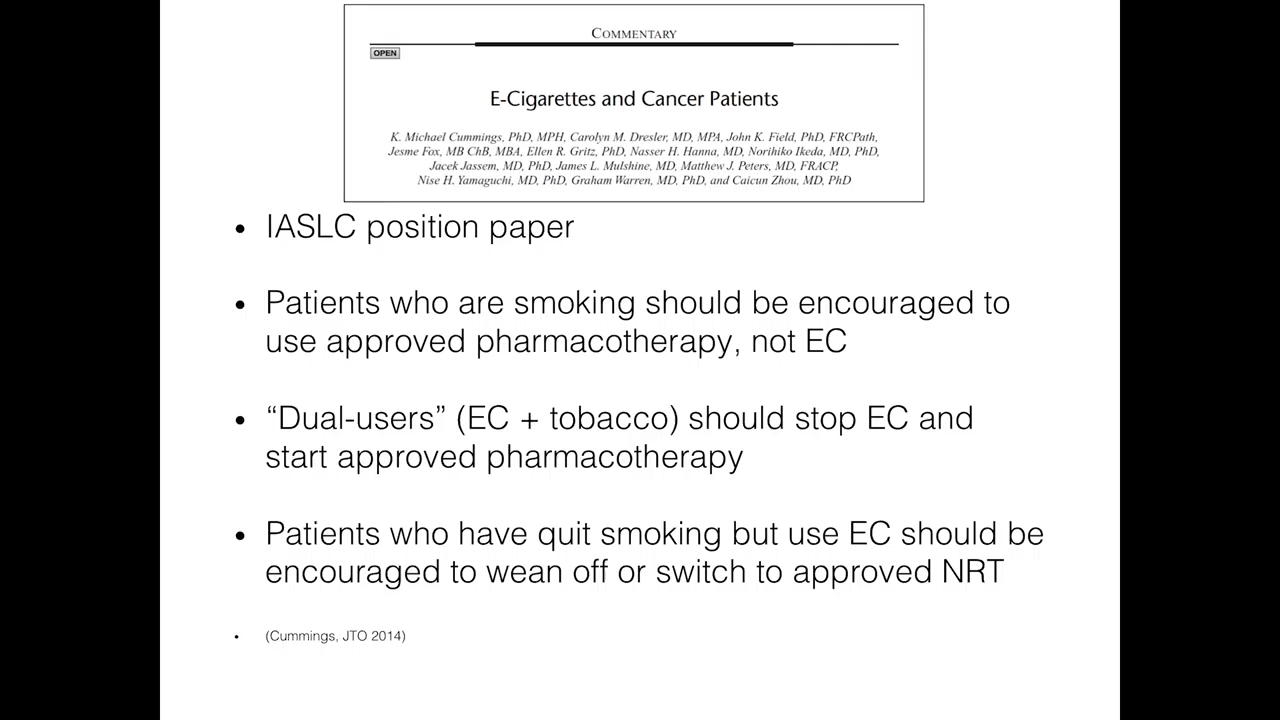 COMMENTARY
OPEN
E-Cigarettes and Cancer Patients
K. Michael Cummings, PhD, MPH, Carolyn M. Dresler, MD, MPA, John K. Field, PhD, FRCPath,
Jesme Fox, MB ChB, MBA, Ellen R. Gritz, PhD, Nasser H. Hanna, MD, Norihiko Ikeda, MD, PhD,
Jacek Jassem, MD, PhD, James L. Mulshine, MD, Matthew J. Peters, MD, FRACP,
Nise H. Yamaguchi, MD, PhD, Graham Warren, MD, PhD, and Caicun Zhou, MD, PhD
• IASLC position paper
• Patients who are smoking should be encouraged to
use approved pharmacotherapy, not EC
• “Dual-users” (EC + tobacco) should stop EC and
start approved pharmacotherapy
• Patients who have quit smoking but use EC should be
encouraged to wean off or switch to approved NRT
• (Cummings, JTO 2014)